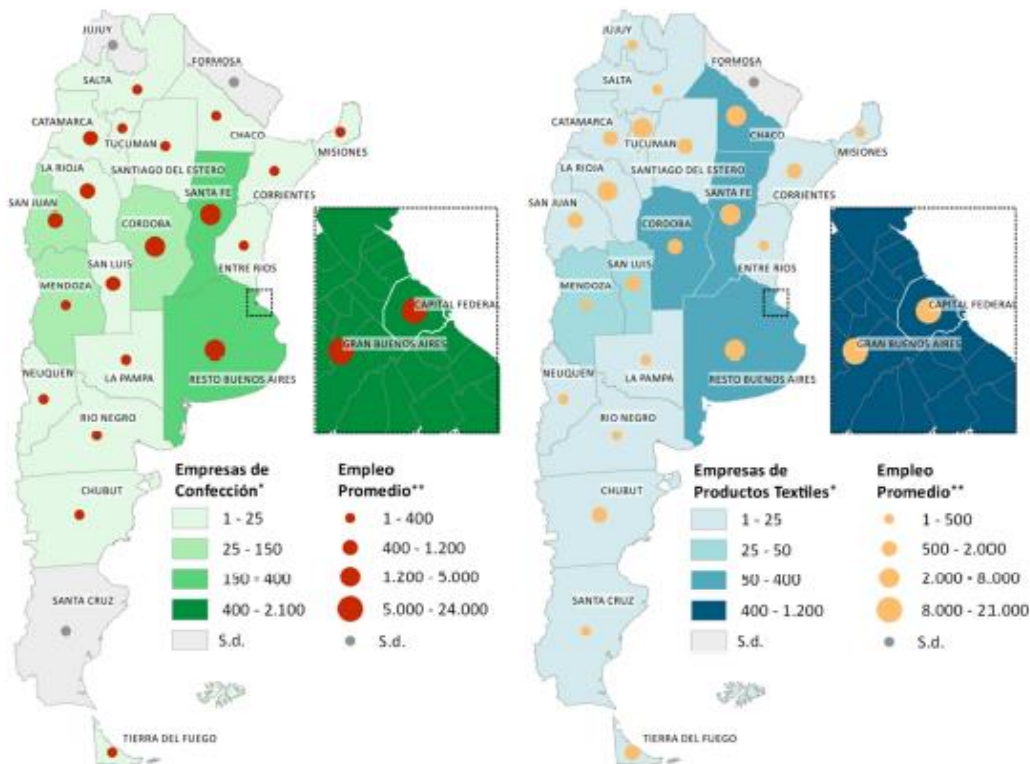 JUJUY
FORMOSA
SALTA
CATAMARCA
TUCUMAN
CHACO
MISIONES
SANTIAGO DEL ESTERO
LA RIOJA
SANTA FE
CORRIENTES
SAN JUAN
CORDOBA
SAN LUIS
ENTRE RIOS
MENDOZA
CAPITAL FEDERAL
GRAN BUENOS AIRES
NEUQUEN
LA PAMPA
RESTO BUENOS AIRES
RIO NEGRO
CHUBUT
SANTA CRUZ
TIERRA DEL FUEGO
Empresas de
Confección*
1 - 25
25 - 150
150 - 400
400 - 2.100
S.d.
Empleo
Promedio**
1 - 400
400 - 1.200
1.200 - 5.000
5.000 - 24.000
S.d.
JUJUY
FORMOSA
SALTA
CATAMARCA
TUCUMAN
CHACO
MISIONES
SANTIAGO DEL ESTERO
LA RIOJA
SANTA FE
CORRIENTES
SAN JUAN
CORDOBA
SAN LUIS
ENTRE RIOS
MENDOZA
CAPITAL FEDERAL
GRAN BUENOS AIRES
NEUQUEN
LA PAMPA
RESTO BUENOS AIRES
RIO NEGRO
CHUBUT
SANTA CRUZ
TIERRA DEL FUEGO
Empresas de
Productos Textiles*
1 - 25
25 - 50
50 - 400
400 - 1.200
S.d.
Empleo
Promedio**
1 - 500
500 - 2.000
2.000 - 8.000
8.000 - 21.000
S.d.